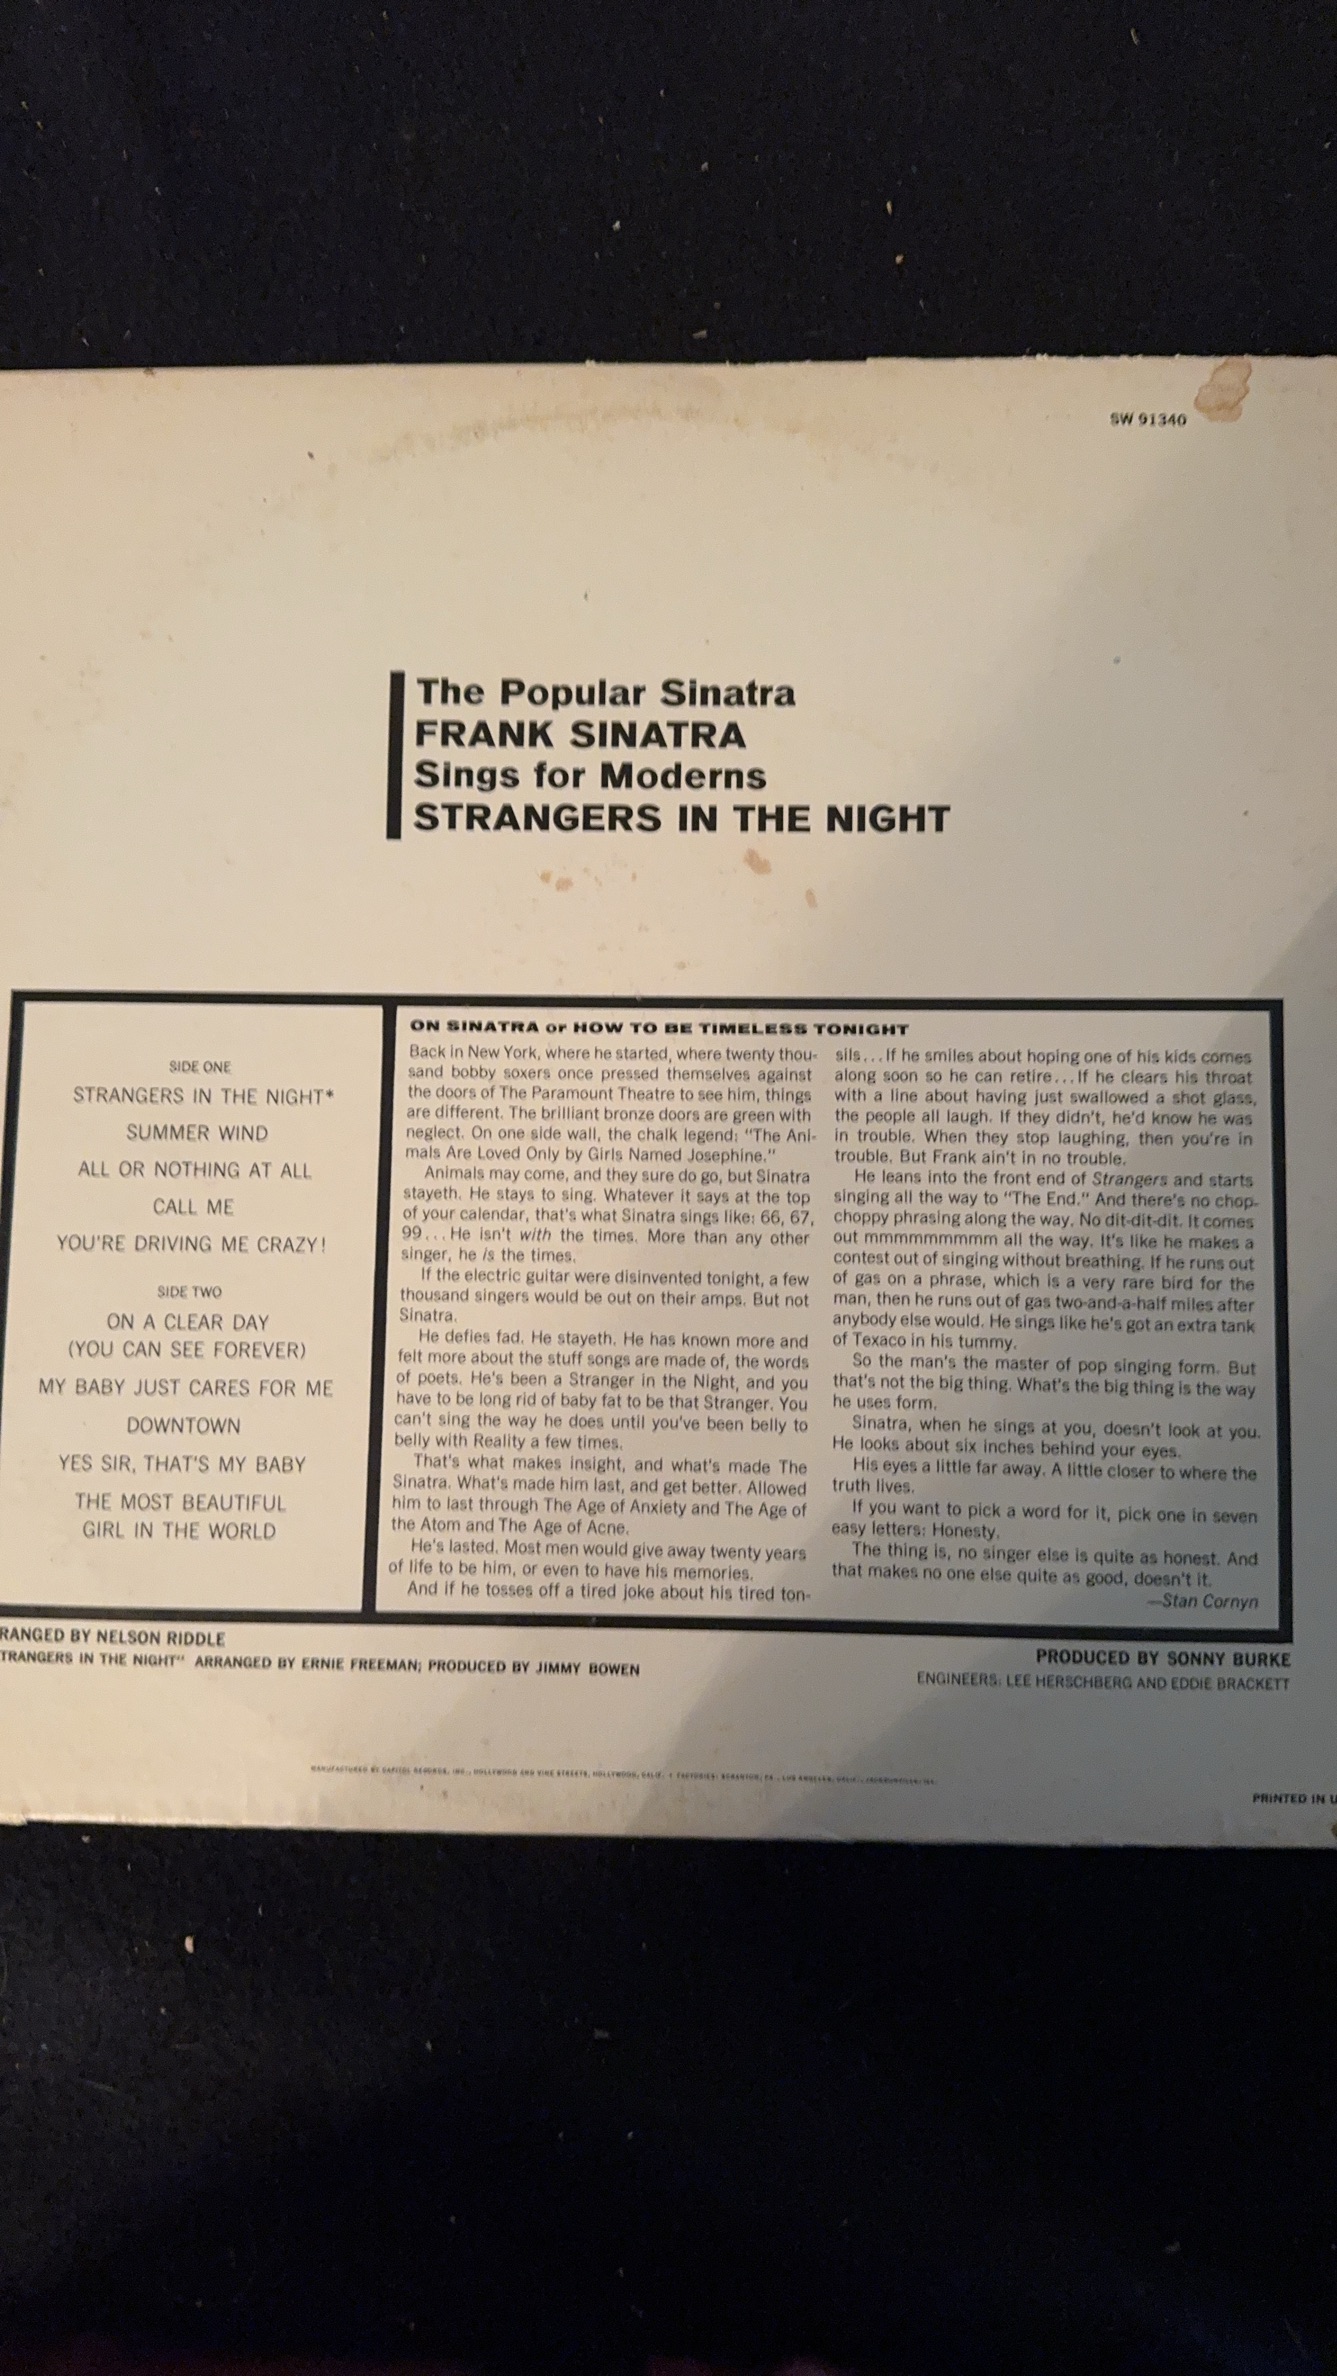 SW 91340
The Popular Sinatra
FRANK SINATRA
Sings for Moderns
STRANGERS IN THE NIGHT
SIDE ONE
STRANGERS IN THE NIGHT*
SUMMER WIND
ALL OR NOTHING AT ALL
CALL ME
YOU'RE DRIVING ME CRAZY!
SIDE TWO
ON A CLEAR DAY
(YOU CAN SEE FOREVER)
MY BABY JUST CARES FOR ME
DOWNTOWN
YES SIR, THAT'S MY BABY
THE MOST BEAUTIFUL
GIRL IN THE WORLD
ON SINATRA or HOW TO BE TIMELESS TONIGHT
Back in New York, where he started, where twenty thou-
sand bobby soxers once pressed themselves against
the doors of The Paramount Theatre to see him, things
are different. The brilliant bronze doors are green with
neglect. On one side wall, the chalk legend: "The Ani-
mals Are Loved Only by Girls Named Josephine."
Animals may come, and they sure do go, but Sinatra
stayeth. He stays to sing. Whatever it says at the top
of your calendar, that's what Sinatra sings like: 66, 67,
99...He isn't with the times. More than any other
singer, he is the times.
If the electric guitar were disinvented tonight, a few
thousand singers would be out on their amps. But not
Sinatra.
He defies fad. He stayeth. He has known more and
felt more about the stuff songs are made of, the words
of poets. He's been a Stranger in the Night, and you
have to be long rid of baby fat to be that Stranger. You
can't sing the way he does until you've been belly to
belly with Reality a few times.
That's what makes insight, and what's made The
Sinatra. What's made him last, and get better. Allowed
him to last through The Age of Anxiety and The Age of
the Atom and The Age of Acne.
He's lasted. Most men would give away twenty years
of life to be him, or even to have his memories.
And if he tosses off a tired joke about his tired ton-
sils...If he smiles about hoping one of his kids comes
along soon so he can retire...If he clears his throat
with a line about having just swallowed a shot glass,
the people all laugh. If they didn't, he'd know he was
in trouble. When they stop laughing, then you're in
trouble. But Frank ain't in no trouble.
He leans into the front end of Strangers and starts
singing all the way to "The End." And there's no chop-
choppy phrasing along the way. No dit-dit-dit. It comes
out mmmmmmmmm all the way. It's like he makes a
contest out of singing without breathing. If he runs out
of gas on a phrase, which is a very rare bird for the
man, then he runs out of gas two-and-a-half miles after
anybody else would. He sings like he's got an extra tank
of Texaco in his tummy.
So the man's the master of pop singing form. But
that's not the big thing. What's the big thing is the way
he uses form.
Sinatra, when he sings at you, doesn't look at you.
He looks about six inches behind your eyes.
His eyes a little far away. A little closer to where the
truth lives.
If you want to pick a word for it, pick one in seven
easy letters: Honesty.
The thing is, no singer else is quite as honest. And
that makes no one else quite as good, doesn't it.
—Stan Cornyn
RANGED BY NELSON RIDDLE
TRANGERS IN THE NIGHT" ARRANGED BY ERNIE FREEMAN; PRODUCED BY JIMMY BOWEN
PRODUCED BY SONNY BURKE
ENGINEERS: LEE HERSCHBERG AND EDDIE BRACKETT
MANUFACTURED BY CAPITOL RECORDS, INC., HOLLYWOOD AND VINE STREETS, HOLLYWOOD, CALIF. • FACTORIES: SCRANTON, PA. • LOS ANGELES, CALIF.
PRINTED IN U